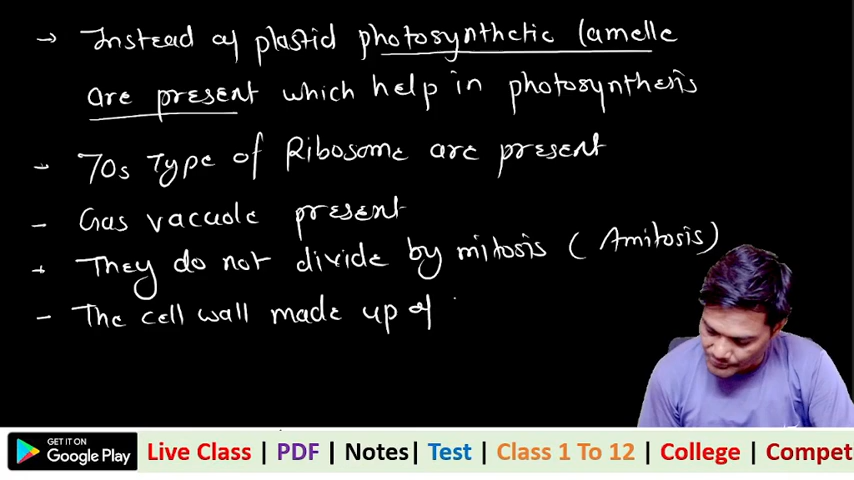 → Instead of plastid photosynthetic lamelle
are present which help in photosynthesis
- 70s Type of Ribosome are present
- Gas vacuole present
→ They do not divide by mitosis ( Amitosis)
- The cell wall made up of
GET IT ON
Google Play
Live Class | PDF | Notes| Test | Class 1 To 12 | College | Compet